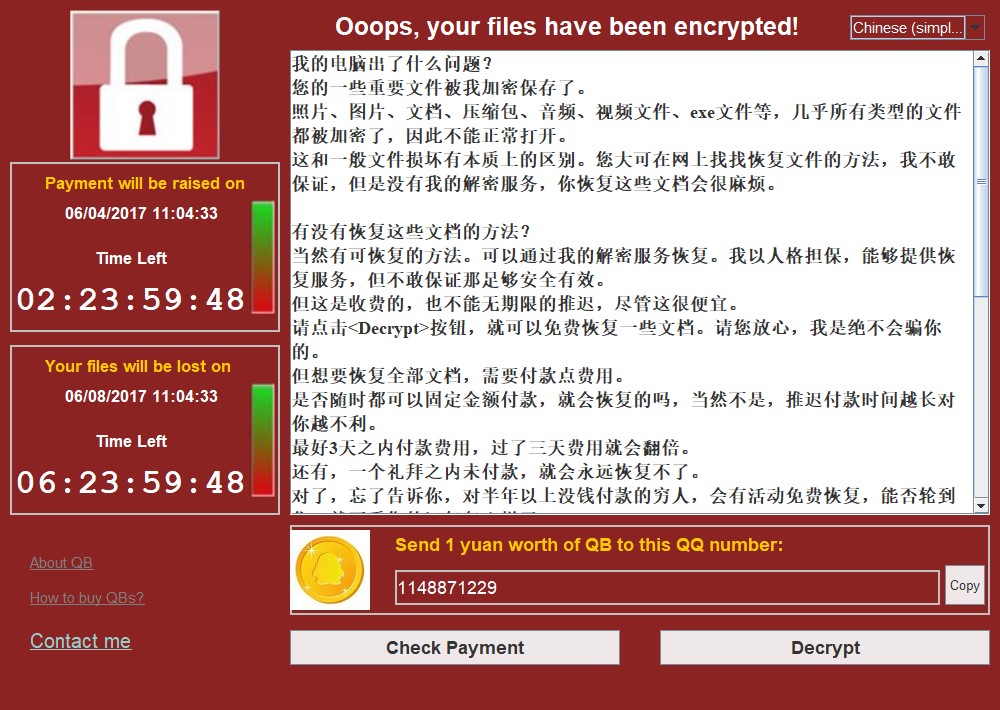 Ooops, your files have been encrypted!
Chinese (simpl...
Payment will be raised on
06/04/2017 11:04:33
Time Left
02:23:59:48
Your files will be lost on
06/08/2017 11:04:33
Time Left
06:23:59:48
About QB
How to buy QBs?
Contact me
我的电脑出了什么问题？
您的一些重要文件被我加密保存了。
照片、图片、文档、压缩包、音频、视频文件、exe文件等，几乎所有类型的文件
都被加密了，因此不能正常打开。
这和一般文件损坏有本质上的区别。您大可在网上找找恢复文件的方法，我不敢
保证，但是没有我的解密服务，你恢复这些文档会很麻烦。
有没有恢复这些文档的方法？
当然有可恢复的方法。可以通过我的解密服务恢复。我以人格担保，能够提供恢
复服务，但不敢保证那足够安全有效。
但这是收费的，也不能无期限的推迟，尽管这很便宜。
请点击<Decrypt>按钮，就可以免费恢复一些文档。请您放心，我是绝不会骗你
的。
但想要恢复全部文档，需要付款点费用。
是否随时都可以固定金额付款，就会恢复的吗，当然不是，推迟付款时间越长对
你越不利。
最好3天之内付款费用，过了三天费用就会翻倍。
还有，一个礼拜之内未付款，就会永远恢复不了。
对了，忘了告诉你，对半年以上没钱付款的穷人，会有活动免费恢复，能否轮到
Send 1 yuan worth of QB to this QQ number:
1148871229
Copy
Check Payment
Decrypt